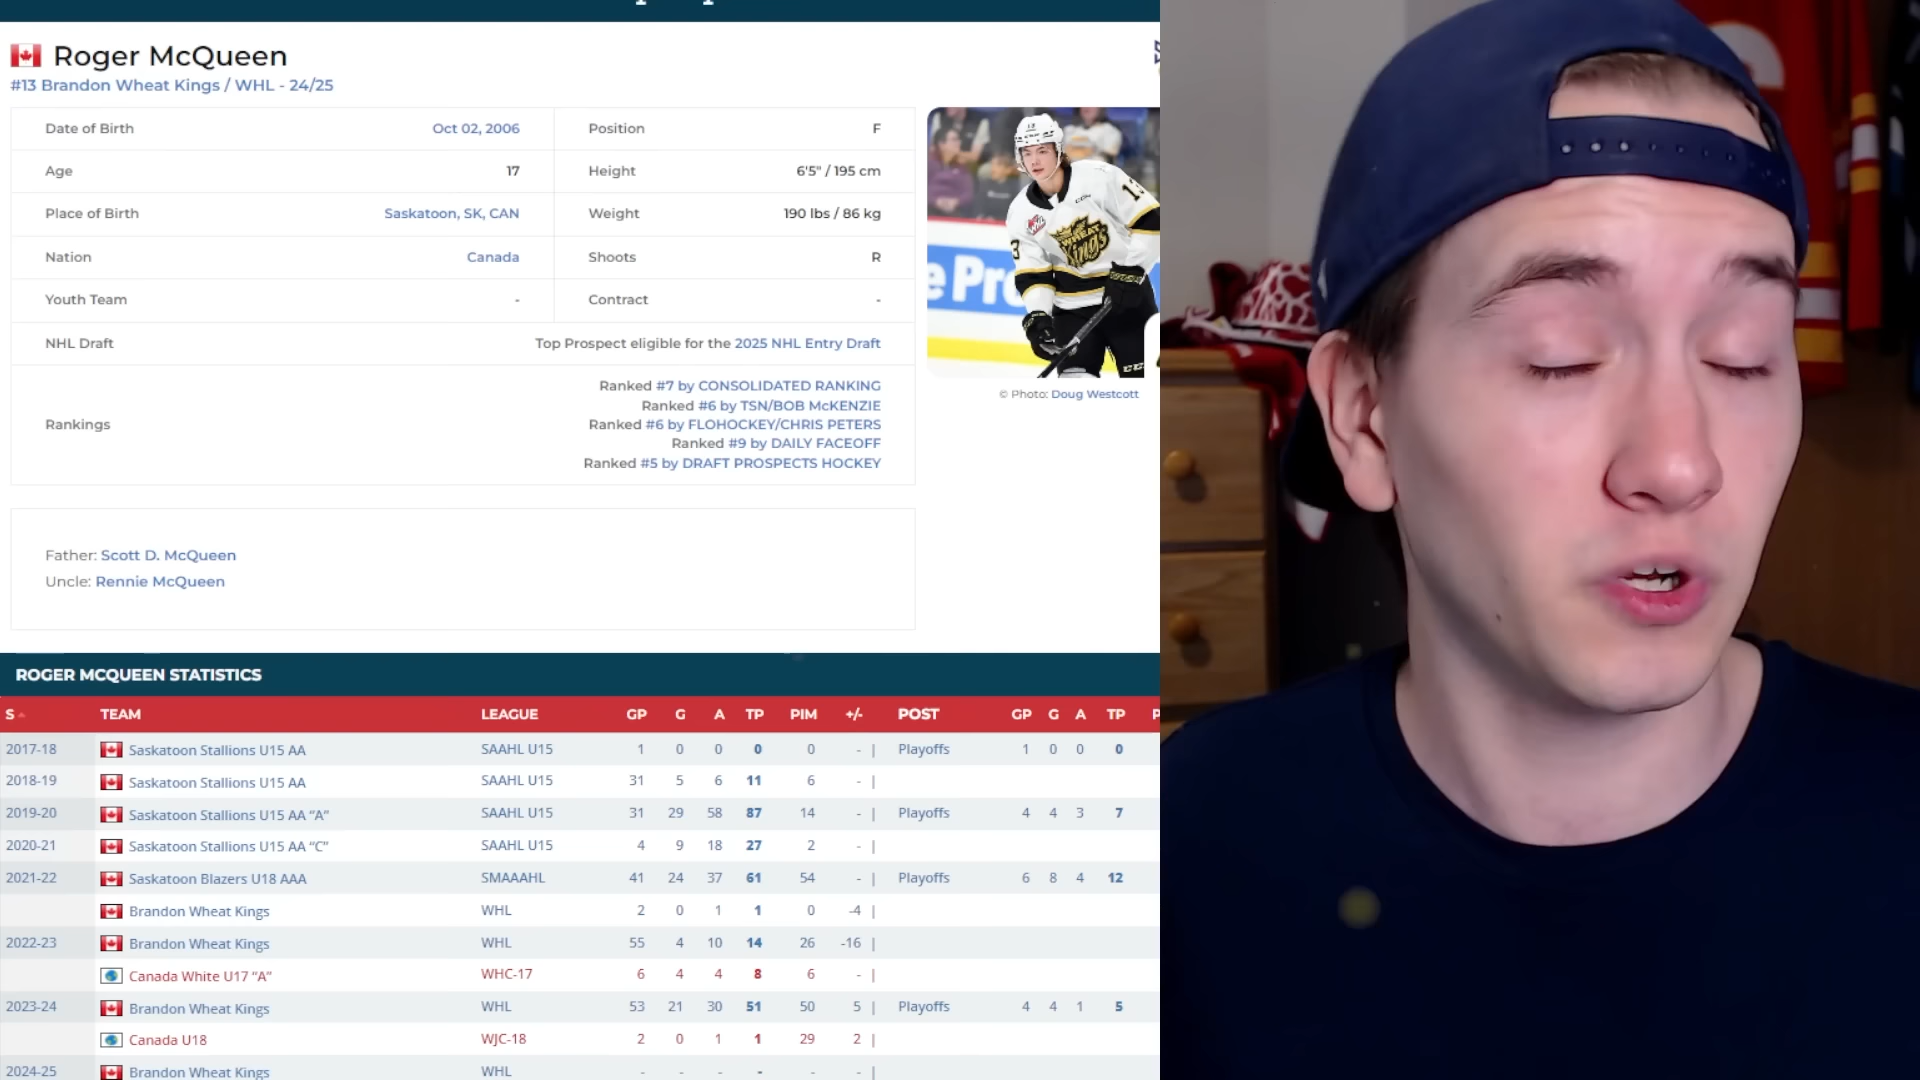 Roger McQueen
#13 Brandon Wheat Kings / WHL - 24/25
Date of Birth Oct 02, 2006 Position F
Age 17 Height 6'5" / 195 cm
Place of Birth Saskatoon, SK, CAN Weight 190 lbs / 86 kg
Nation Canada Shoots R
Youth Team - Contract -
NHL Draft Top Prospect eligible for the 2025 NHL Entry Draft
Rankings
Ranked #7 by CONSOLIDATED RANKING
Ranked #6 by TSN/BOB McKENZIE
Ranked #6 by FLOHOCKEY/CHRIS PETERS
Ranked #9 by DAILY FACEOFF
Ranked #5 by DRAFT PROSPECTS HOCKEY
WHEAT
Kings
© Photo: Doug Westcott
Father: Scott D. McQueen
Uncle: Rennie McQueen
ROGER MCQUEEN STATISTICS
S TEAM LEAGUE GP G A TP PIM +/- POST GP G A TP P
2017-18 Saskatoon Stallions U15 AA SAAHL U15 1 0 0 0 0 - | Playoffs 1 0 0 0
2018-19 Saskatoon Stallions U15 AA SAAHL U15 31 5 6 11 6 - |
2019-20 Saskatoon Stallions U15 AA “A” SAAHL U15 31 29 58 87 14 - | Playoffs 4 4 3 7
2020-21 Saskatoon Stallions U15 AA “C” SAAHL U15 4 9 18 27 2 - |
2021-22 Saskatoon Blazers U18 AAA SMAAAHL 41 24 37 61 54 - | Playoffs 6 8 4 12
Brandon Wheat Kings WHL 2 0 1 1 0 -4 |
2022-23 Brandon Wheat Kings WHL 55 4 10 14 26 -16 |
Canada White U17 “A” WHC-17 6 4 4 8 6 - |
2023-24 Brandon Wheat Kings WHL 53 21 30 51 50 5 | Playoffs 4 4 1 5
Canada U18 WJC-18 2 0 1 1 29 2 |
2024-25 Brandon Wheat Kings WHL - - - - - - |